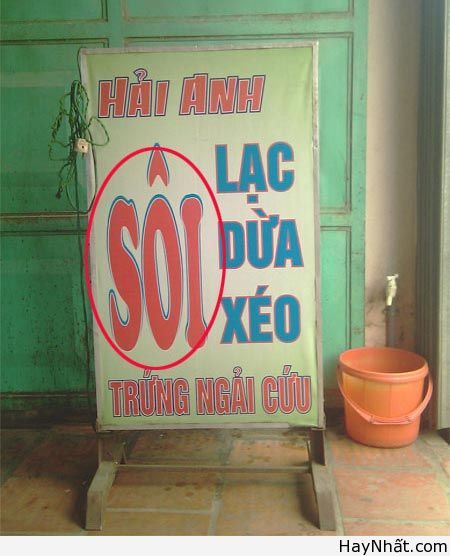 HẢI ANH
SÔI
LẠC
DỪA
XÉO
TRỨNG NGẢI CỨU
HayNhất.com